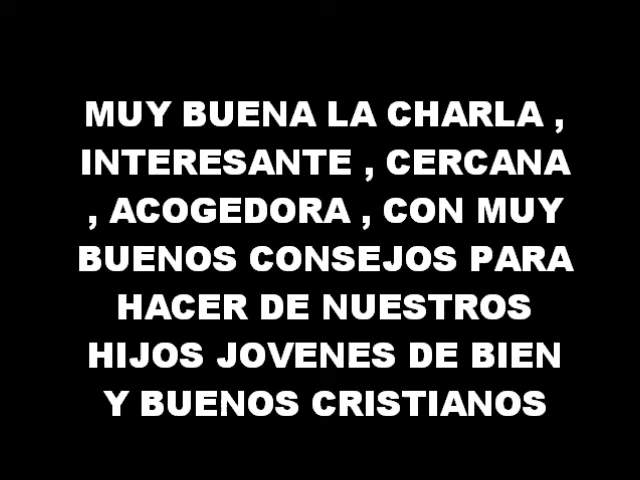 MUY BUENA LA CHARLA ,
INTERESANTE , CERCANA
, ACOGEDORA , CON MUY
BUENOS CONSEJOS PARA
HACER DE NUESTROS
HIJOS JOVENES DE BIEN
Y BUENOS CRISTIANOS